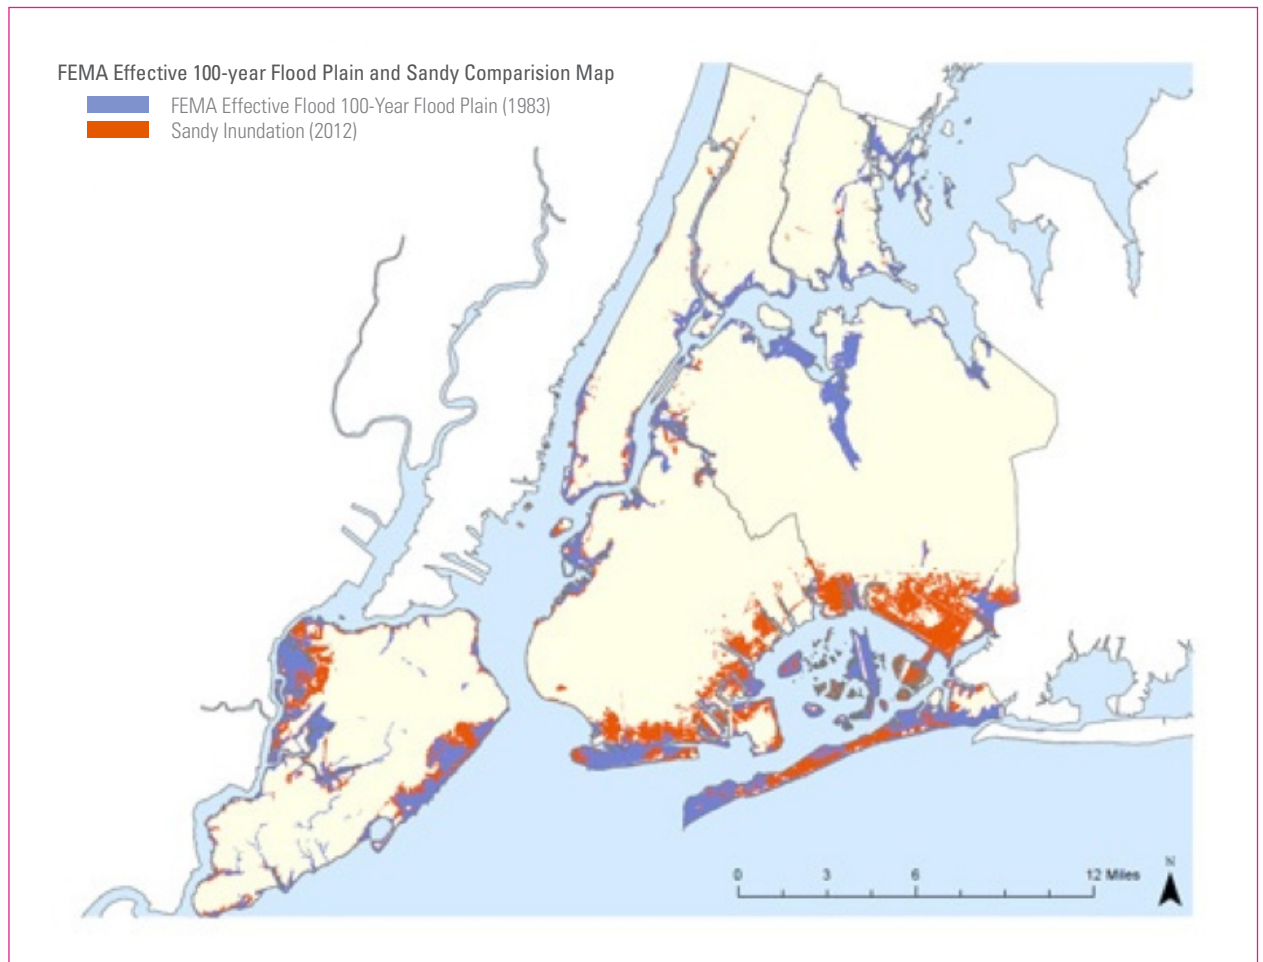 FEMA Effective 100-year Flood Plain and Sandy Comparision Map
FEMA Effective Flood 100-Year Flood Plain (1983)
Sandy Inundation (2012)
N
0 3 6 12 Miles